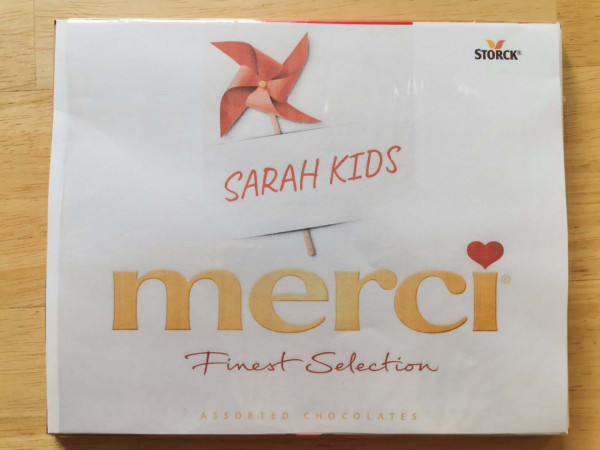 STORCK®
SARAH KIDS
merci®
Finest Selection
ASSORTED CHOCOLATES